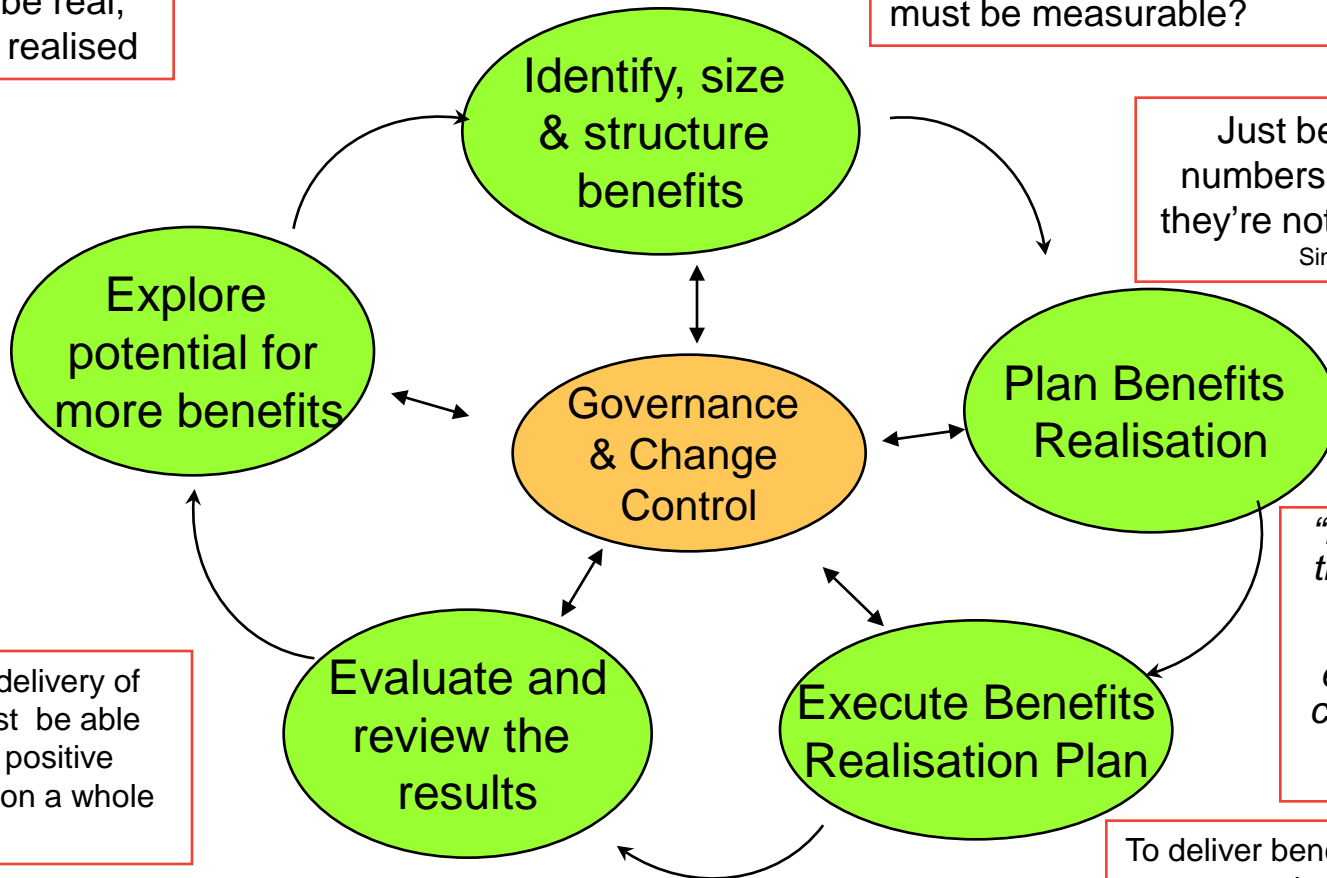 be real,
realised
must be measurable?
Identify, size
& structure
benefits
Just be
numbers
they're not
Sir
Explore
potential for
more benefits
Governance
& Change
Control
Plan Benefits
Realisation
delivery of
be able
positive
on a whole
Evaluate and
review the
results
Execute Benefits
Realisation Plan
To deliver bene